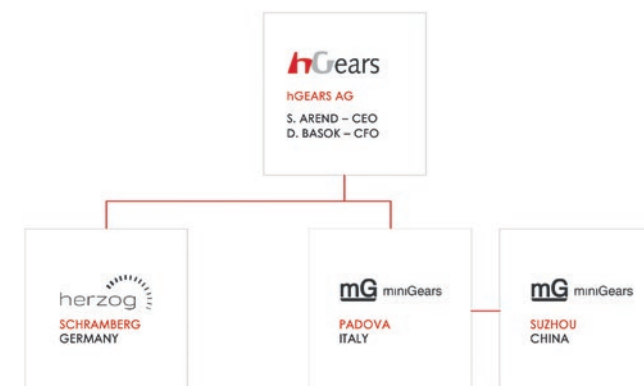 hGears
hGEARS AG
S. AREND – CEO
D. BASOK – CFO
herzog
SCHRAMBERG
GERMANY
mG miniGears
PADOVA
ITALY
mG miniGears
SUZHOU
CHINA